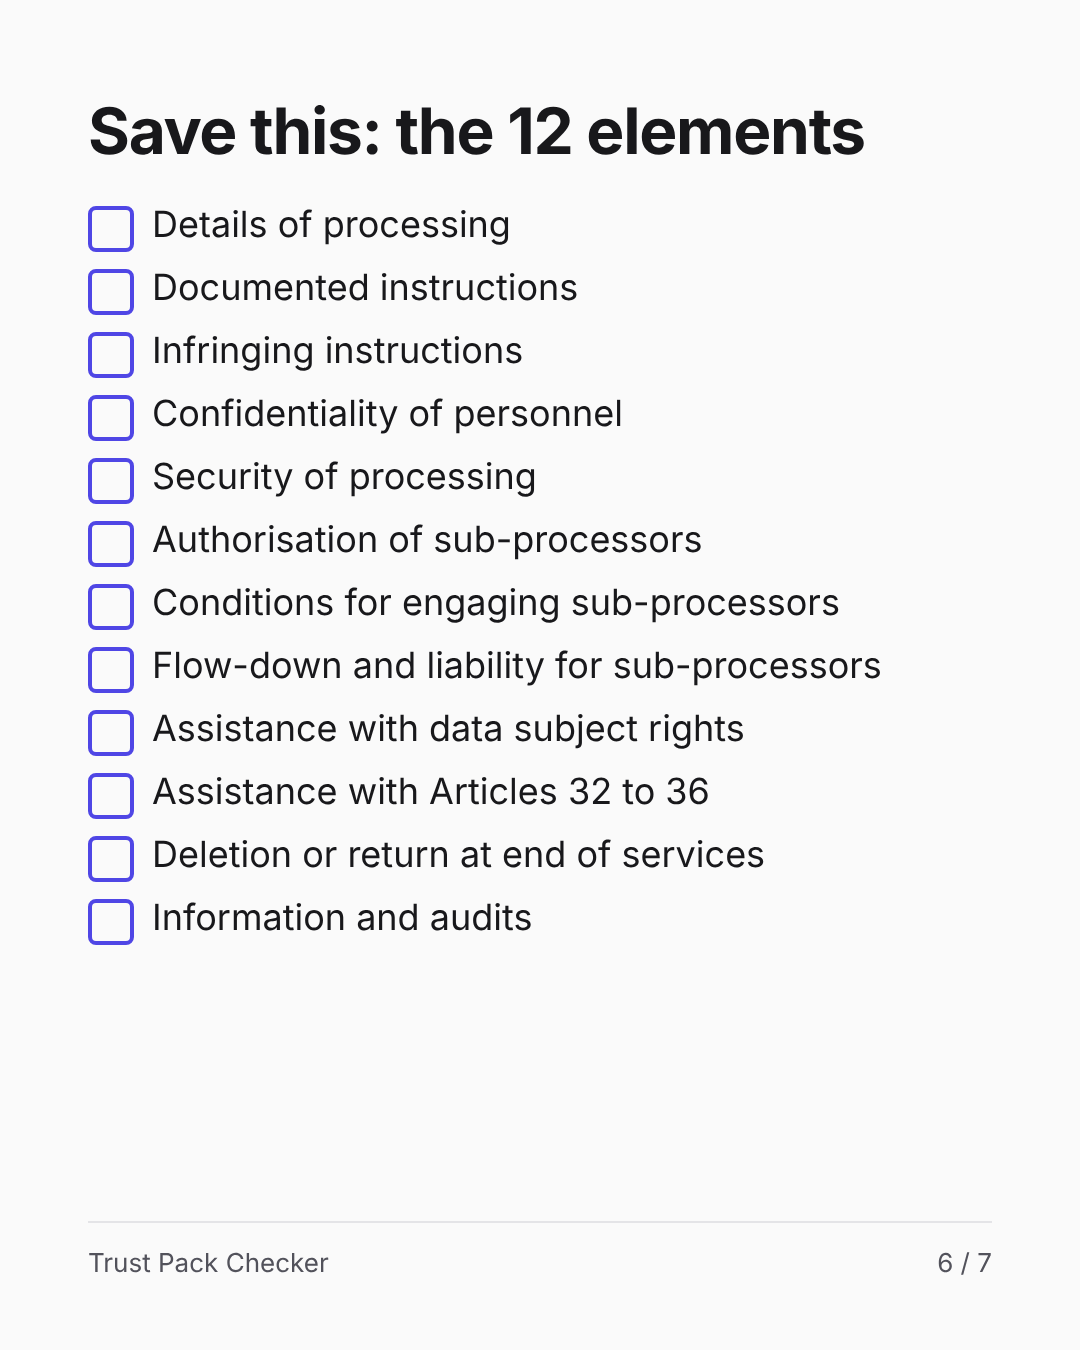 Save this: the 12 elements
Details of processing
Documented instructions
Infringing instructions
Confidentiality of personnel
Security of processing
Authorisation of sub-processors
Conditions for engaging sub-processors
Flow-down and liability for sub-processors
Assistance with data subject rights
Assistance with Articles 32 to 36
Deletion or return at end of services
Information and audits
Trust Pack Checker
6 / 7